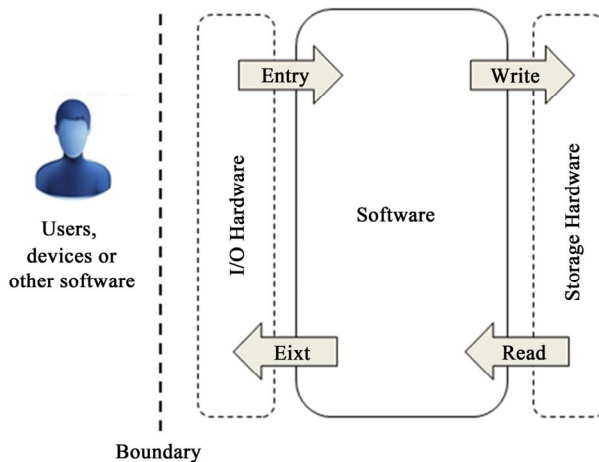 Entry
Write
Users,
devices or
other software
I/O Hardware
Software
Storage Hardware
Eixt
Read
Boundary